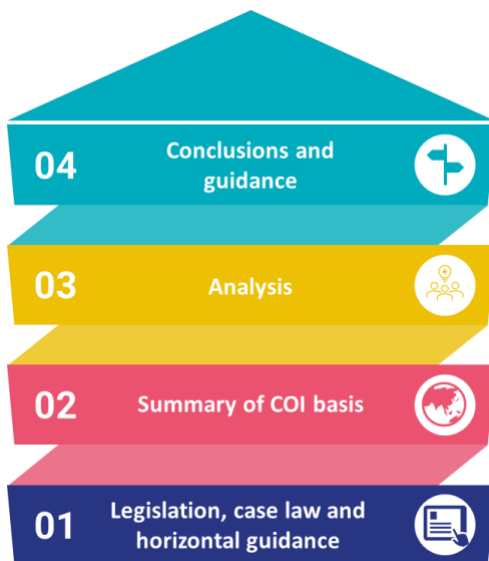 04
Conclusions and
guidance
03
Analysis
02
Summary of COI basis
01
Legislation, case law and
horizontal guidance